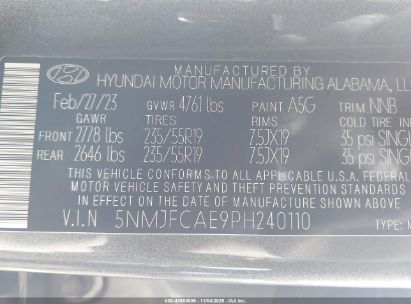 MANUFACTURED BY
HYUNDAI MOTOR MANUFACTURING ALABAMA, LL
Feb/27/23 GVWR 4761 lbs PAINT A5G TRIM NNB
GAWR TIRES RIMS COLD TIRE IN
FRONT 2778 lbs 235/55R19 7.5JX19 35 psi SING
REAR 2646 lbs 235/55R19 7.5JX19 35 psi SING
THIS VEHICLE CONFORMS TO ALL APPLICABLE FEDERAL
MOTOR VEHICLE SAFETY AND THEFT PREVENTION STANDARDS
IN EFFECT ON THE DATE OF MANUFACTURE SHOWN ABOVE.
V.I.N 5NMJFCAE9PH240110 TYPE: M